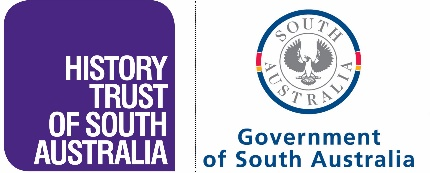 HISTORY
TRUST
OF SOUTH
AUSTRALIA
SOUTH
AUSTRALIA
Government
of South Australia